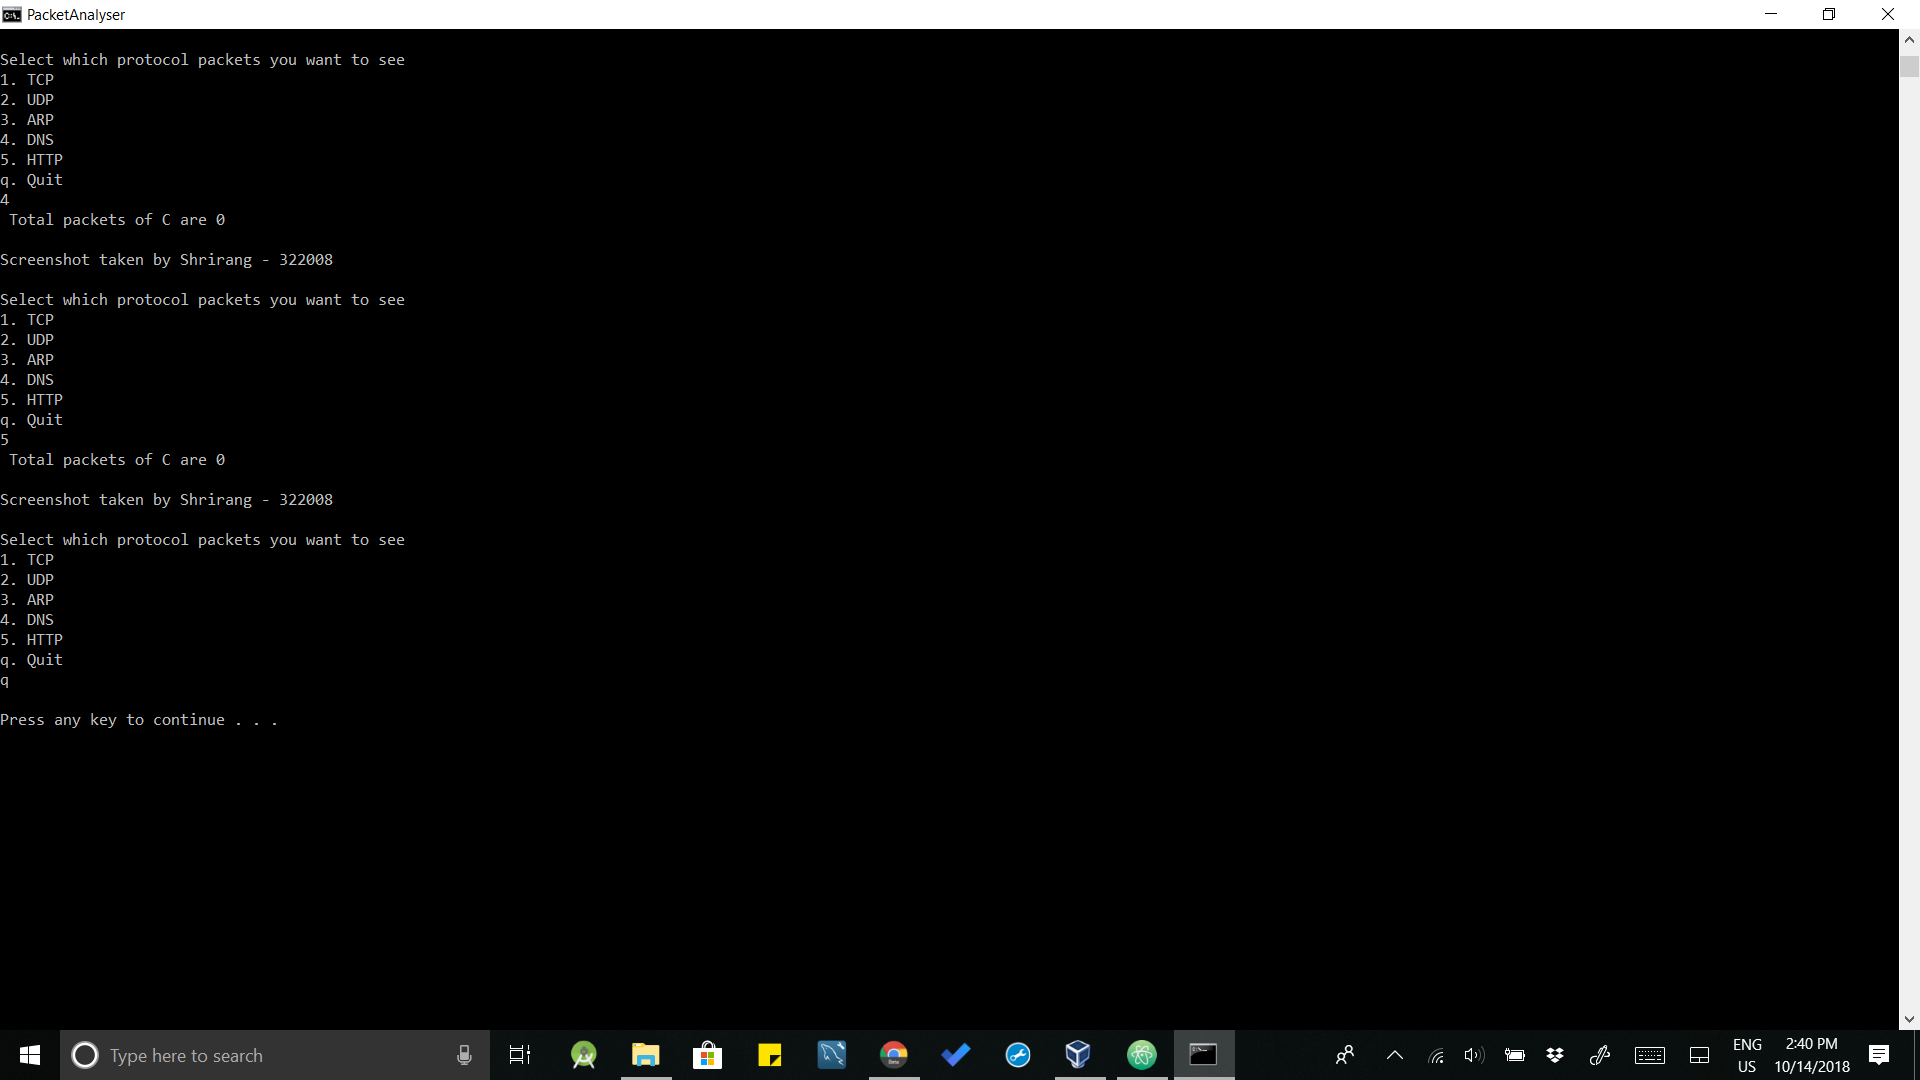 PacketAnalyser
Select which protocol packets you want to see
1. TCP
2. UDP
3. ARP
4. DNS
5. HTTP
q. Quit
4
Total packets of C are 0
Screenshot taken by Shrirang - 322008
Select which protocol packets you want to see
1. TCP
2. UDP
3. ARP
4. DNS
5. HTTP
q. Quit
5
Total packets of C are 0
Screenshot taken by Shrirang - 322008
Select which protocol packets you want to see
1. TCP
2. UDP
3. ARP
4. DNS
5. HTTP
q. Quit
q
Press any key to continue . . .
Type here to search
ENG
US
2:40 PM
10/14/2018